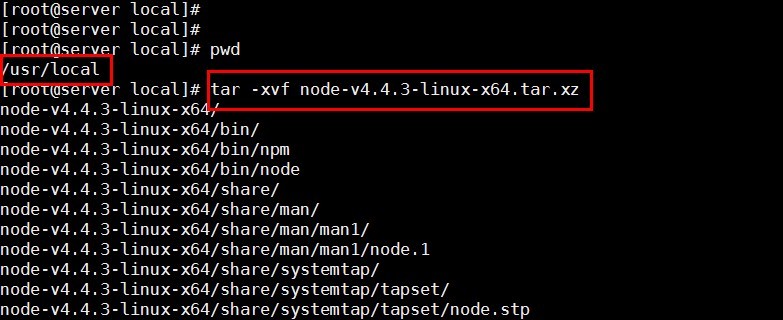 [root@server local]#
[root@server local]#
[root@server local]# pwd
/usr/local
[root@server local]# tar -xvf node-v4.4.3-linux-x64.tar.xz
node-v4.4.3-linux-x64/
node-v4.4.3-linux-x64/bin/
node-v4.4.3-linux-x64/bin/npm
node-v4.4.3-linux-x64/bin/node
node-v4.4.3-linux-x64/share/
node-v4.4.3-linux-x64/share/man/
node-v4.4.3-linux-x64/share/man/man1/
node-v4.4.3-linux-x64/share/man/man1/node.1
node-v4.4.3-linux-x64/share/systemtap/
node-v4.4.3-linux-x64/share/systemtap/tapset/
node-v4.4.3-linux-x64/share/systemtap/tapset/node.stp